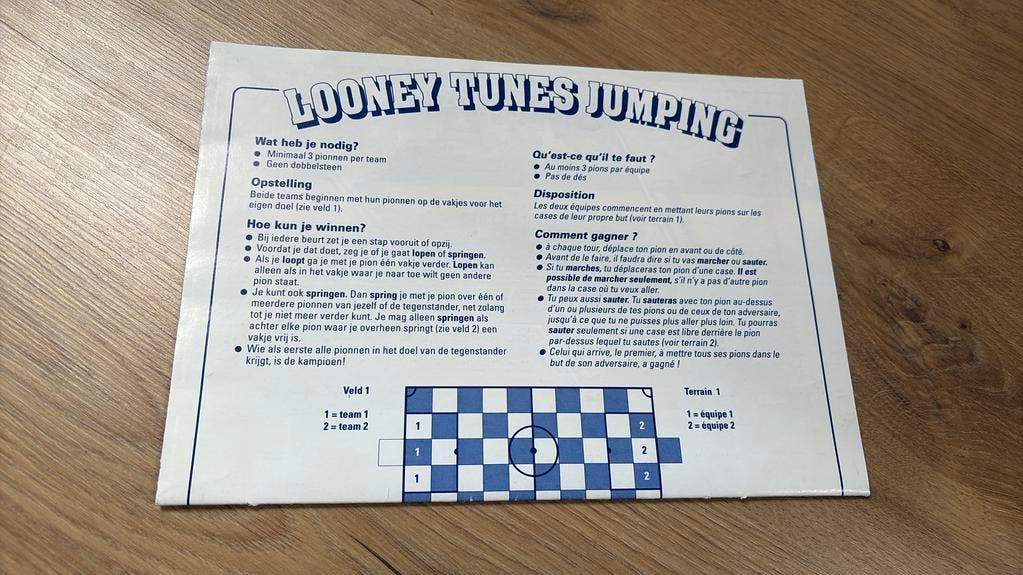 LOONEY TUNES JUMPING
Wat heb je nodig?
● Minimaal 3 pionnen per team
● Geen dobbelsteen
Opstelling
Beide teams beginnen met hun pionnen op de vakjes voor het
eigen doel (zie veld 1).
Hoe kun je winnen?
● Bij iedere beurt zet je een stap vooruit of opzij.
● Voordat je dat doet, zeg je of je gaat lopen of springen.
● Als je loopt ga je met je pion één vakje verder. Lopen kan
alleen als in het vakje waar je naar toe wilt geen andere
pion staat.
● Je kunt ook springen. Dan spring je met je pion over één of
meerdere pionnen van jezelf of de tegenstander, net zolang
tot je niet meer verder kunt. Je mag alleen springen als
achter elke pion waar je overheen springt (zie veld 2) een
vakje vrij is.
● Wie als eerste alle pionnen in het doel van de tegenstander
krijgt, is de kampioen!
Qu'est-ce qu'il te faut ?
● Au moins 3 pions par équipe
● Pas de dés
Disposition
Les deux équipes commencent en mettant leurs pions sur les
cases de leur propre but (voir terrain 1).
Comment gagner ?
● à chaque tour, déplace ton pion en avant ou de côté.
● Avant de le faire, il faudra dire si tu vas marcher ou sauter.
● Si tu marches, tu déplaceras ton pion d'une case. Il est
possible de marcher seulement, s'il n'y a pas d'autre pion
dans la case où tu veux aller.
● Tu peux aussi sauter. Tu sauteras avec ton pion au-dessus
d'un ou plusieurs de tes pions ou de ceux de ton adversaire,
jusqu'à ce que tu ne puisses plus aller plus loin. Tu pourras
sauter seulement si une case est libre derrière le pion
par-dessus lequel tu sautes (voir terrain 2).
● Celui qui arrive, le premier, à mettre tous ses pions dans le
but de son adversaire, a gagné !
Veld 1
1 = team 1
2 = team 2
1 2
1 2
1 2
Terrain 1
1 = équipe 1
2 = équipe 2